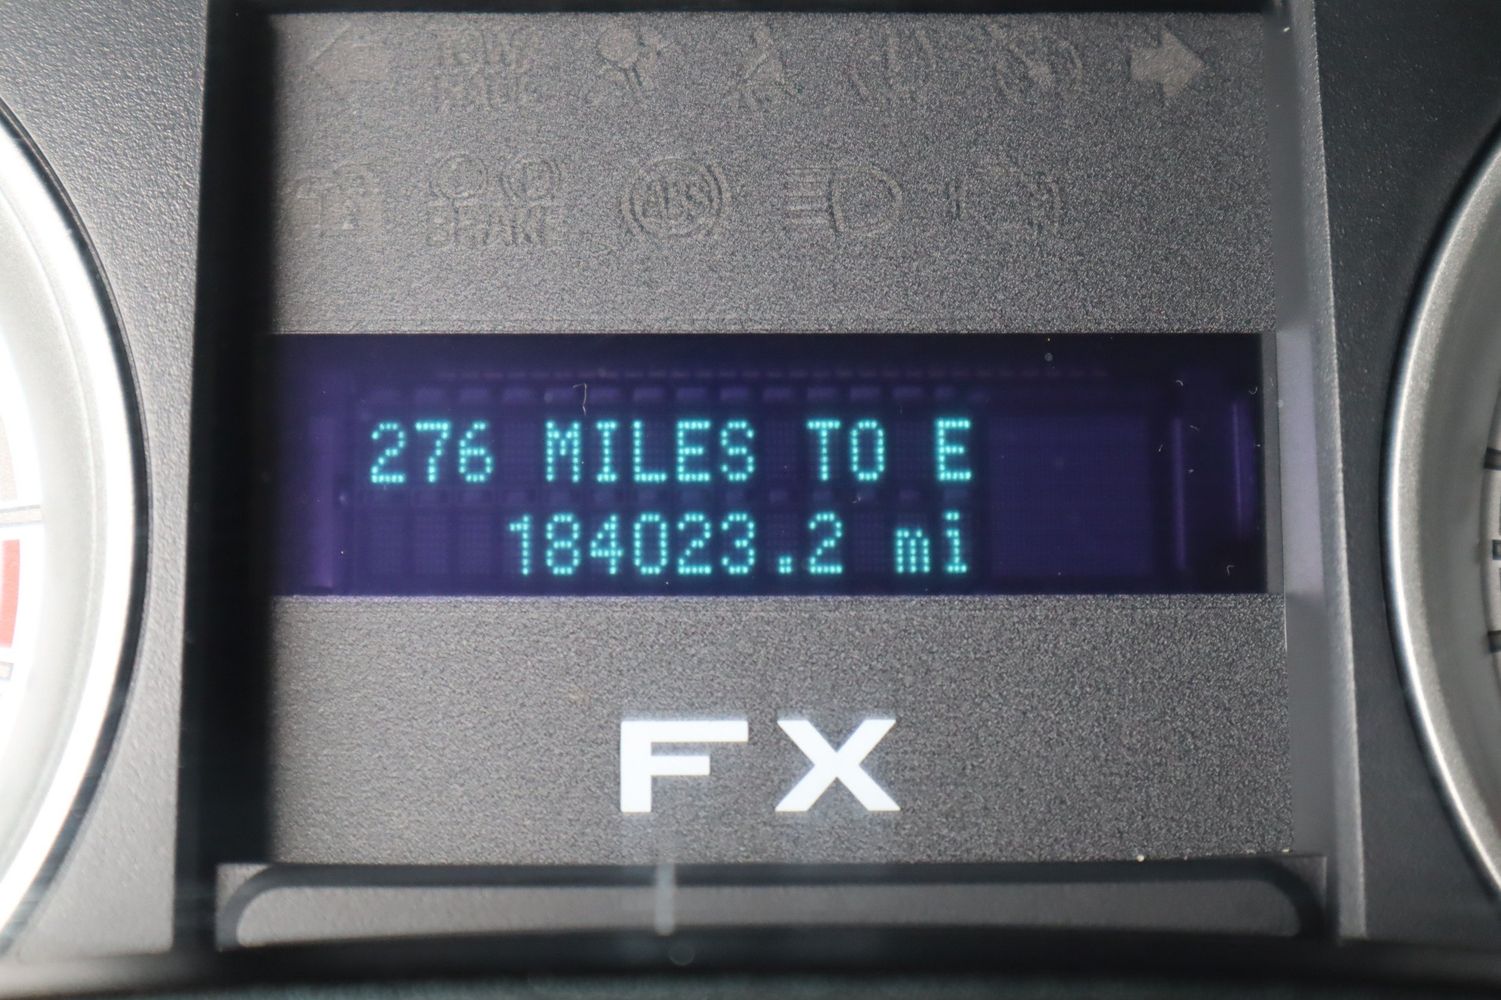 TOW
HAUL
BRAKE
ABS
276 MILES TO E
184023.2 mi
FX